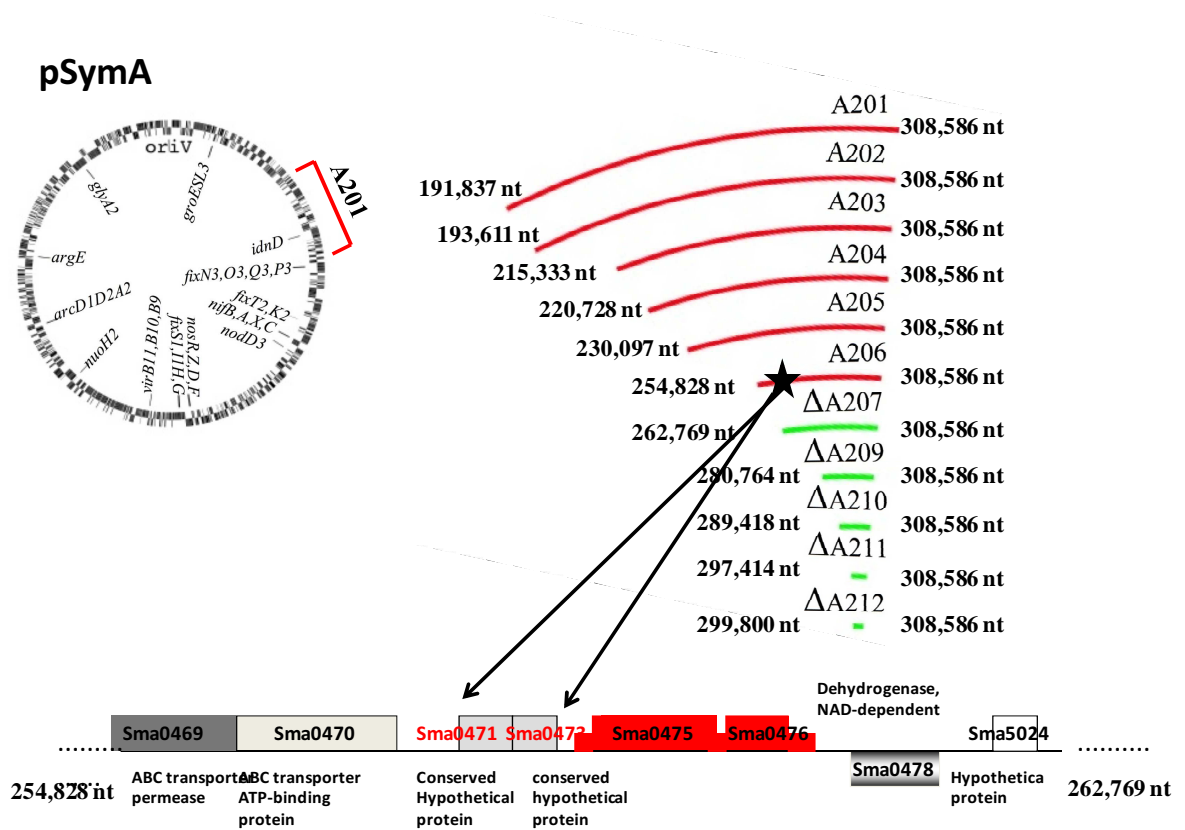 pSymA
oriV
groESL3
glyA2
argE
arcD1D2A2
nuoH2
virB11,B10,B9
fixS1,I1H,G
nosR,Z,D,F
nodD3
nifB,A,X,C
fixT2,K2
fixN3,O3,Q3,P3
idnD
A201
A201
191,837 nt
308,586 nt
A202
193,611 nt
308,586 nt
A203
215,333 nt
308,586 nt
A204
220,728 nt
308,586 nt
A205
230,097 nt
308,586 nt
A206
254,828 nt
308,586 nt
ΔA207
262,769 nt
308,586 nt
ΔA209
280,764 nt
308,586 nt
ΔA210
289,418 nt
308,586 nt
ΔA211
297,414 nt
308,586 nt
ΔA212
299,800 nt
308,586 nt
Dehydrogenase,
NAD-dependent
Sma0469
Sma0470
Sma0471
Sma0473
Sma0475
Sma0476
Sma5024
Sma0478
254,828 nt
ABC transporter
permease
ABC transporter
ATP-binding
protein
Conserved
Hypothetical
protein
conserved
hypothetical
protein
Hypothetica
protein
262,769 nt